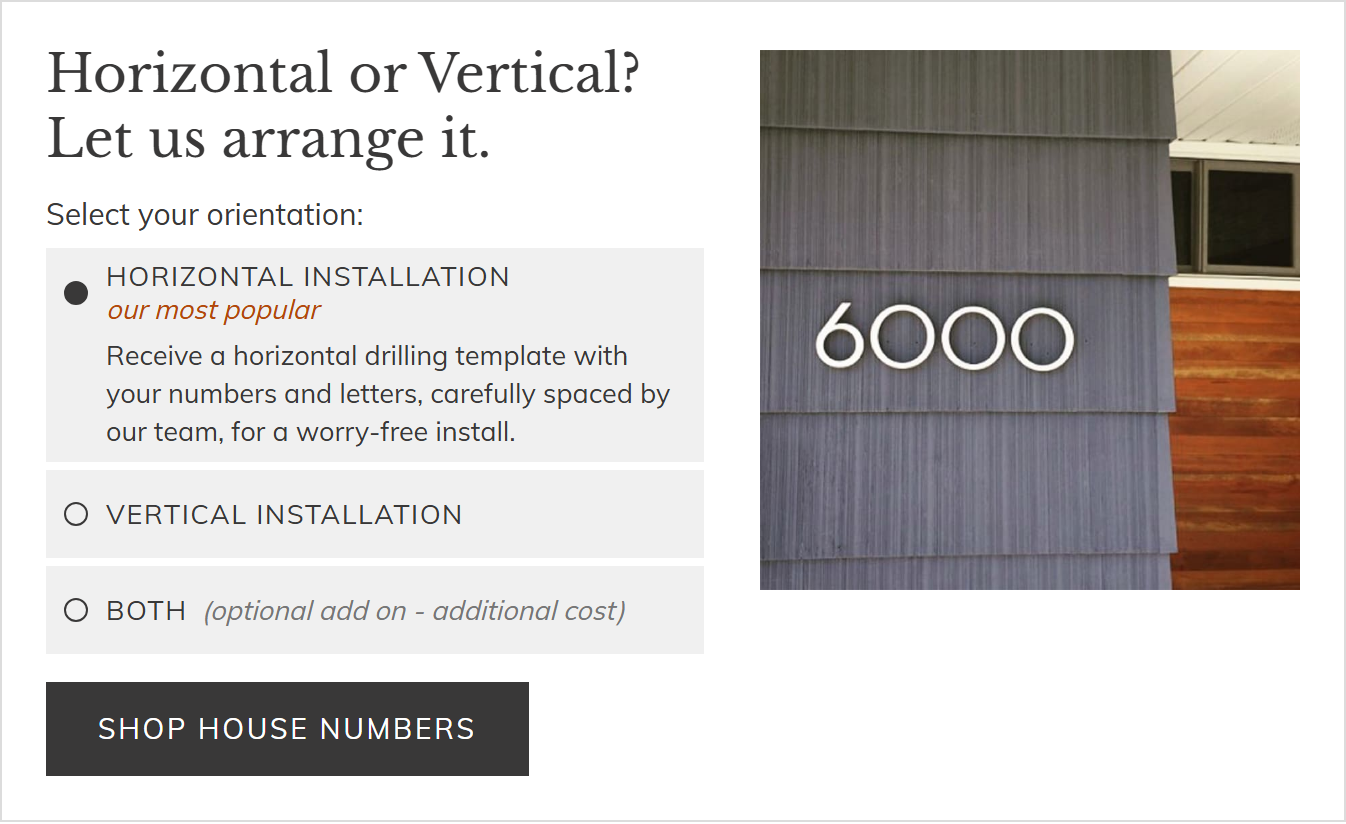 Horizontal or Vertical?
Let us arrange it.
Select your orientation:
HORIZONTAL INSTALLATION
our most popular
Receive a horizontal drilling template with
your numbers and letters, carefully spaced by
our team, for a worry-free install.
VERTICAL INSTALLATION
BOTH (optional add on - additional cost)
SHOP HOUSE NUMBERS
6000